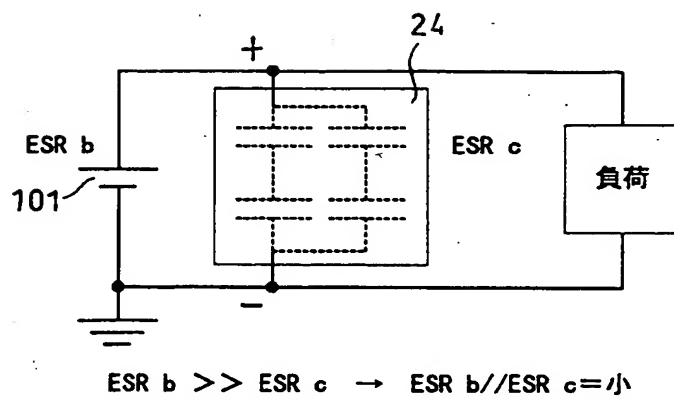 24
+
ESR b
ESR c
負荷
101
-
ESR b >> ESR c → ESR b//ESR c=小